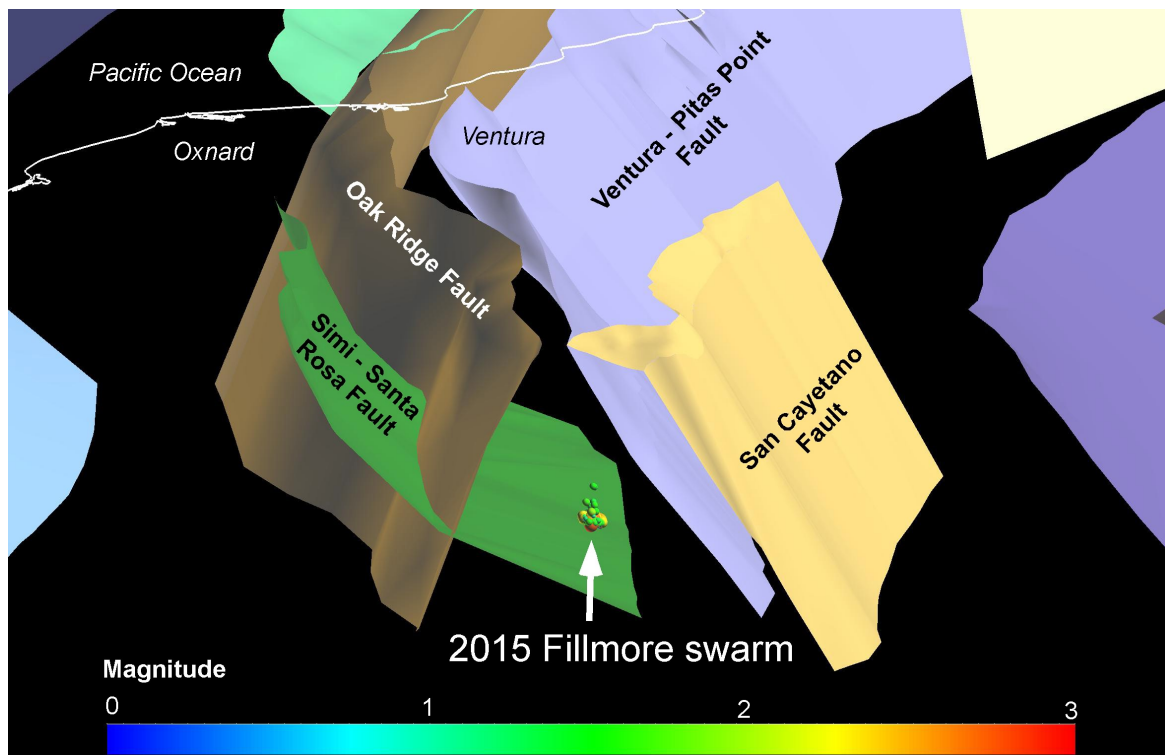 Pacific Ocean
Oxnard
Ventura
Ventura - Pitas Point
Fault
Oak Ridge Fault
Simi - Santa
Rosa Fault
San Cayetano
Fault
2015 Fillmore swarm
Magnitude
0 1 2 3